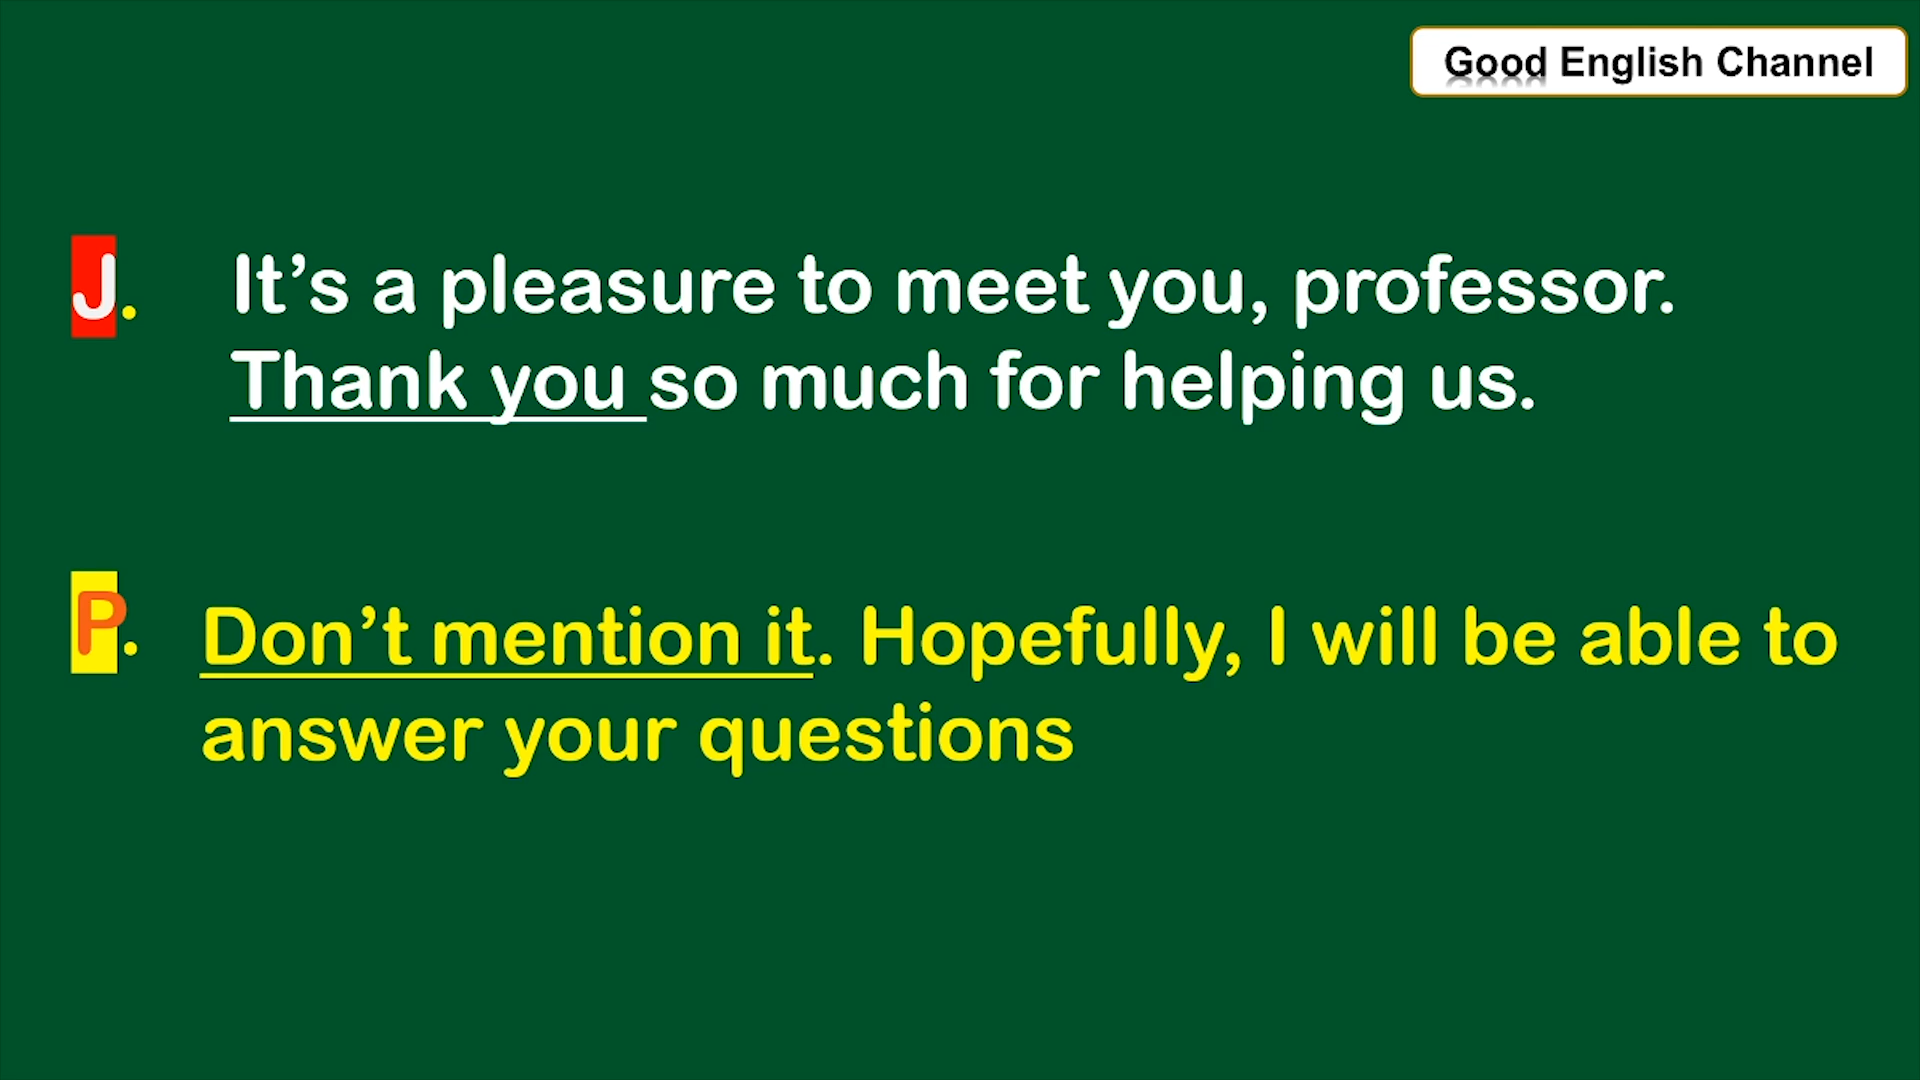 Good English Channel
J. It’s a pleasure to meet you, professor.
Thank you so much for helping us.
P. Don’t mention it. Hopefully, I will be able to
answer your questions